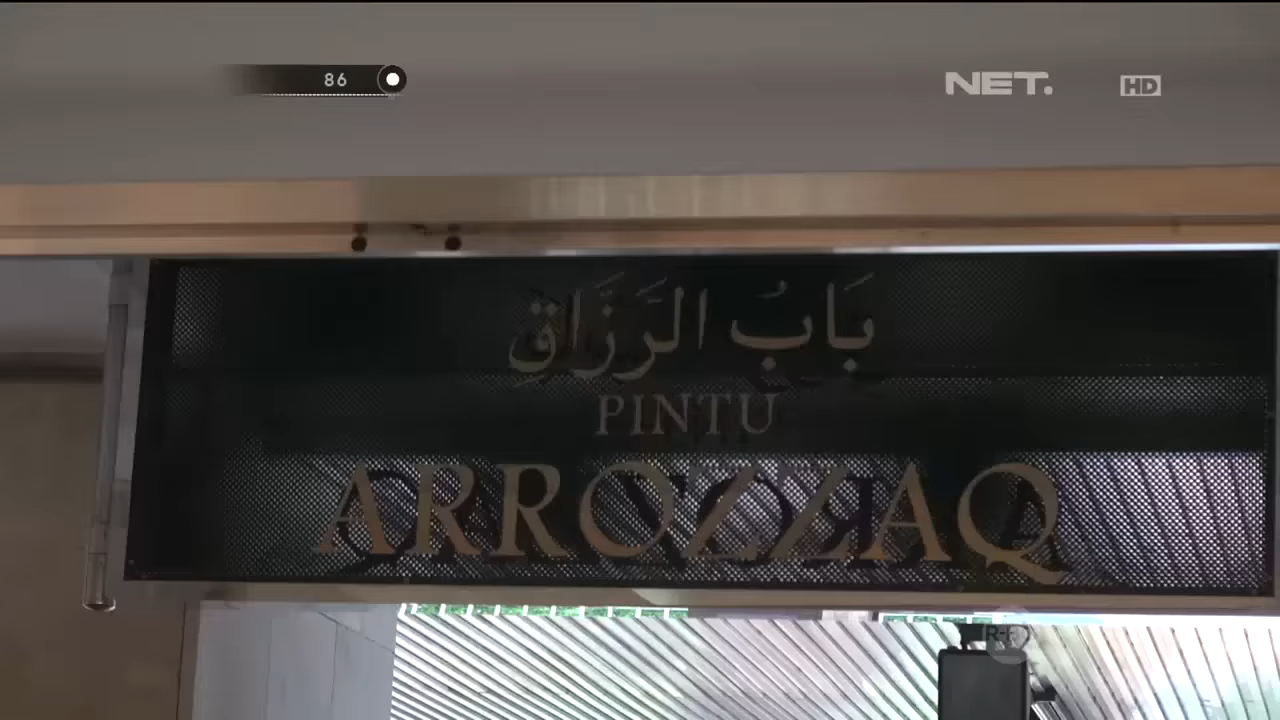 86
NET.
HD
بَابُ الرَزَّاقِ
PINTU
ARROZZAQ
R-F